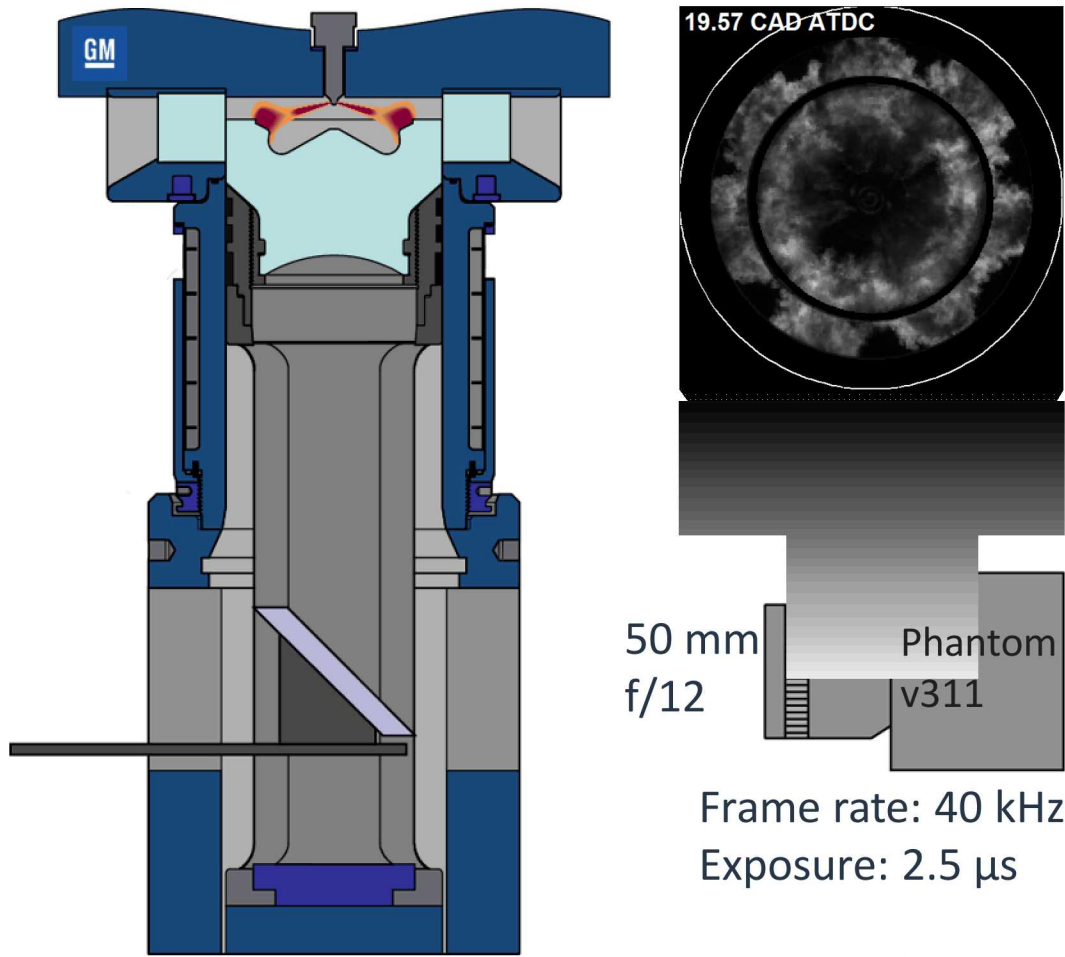 GM
19.57 CAD ATDC
50 mm
f/12
Phantom
v311
Frame rate: 40 kHz
Exposure: 2.5 μs